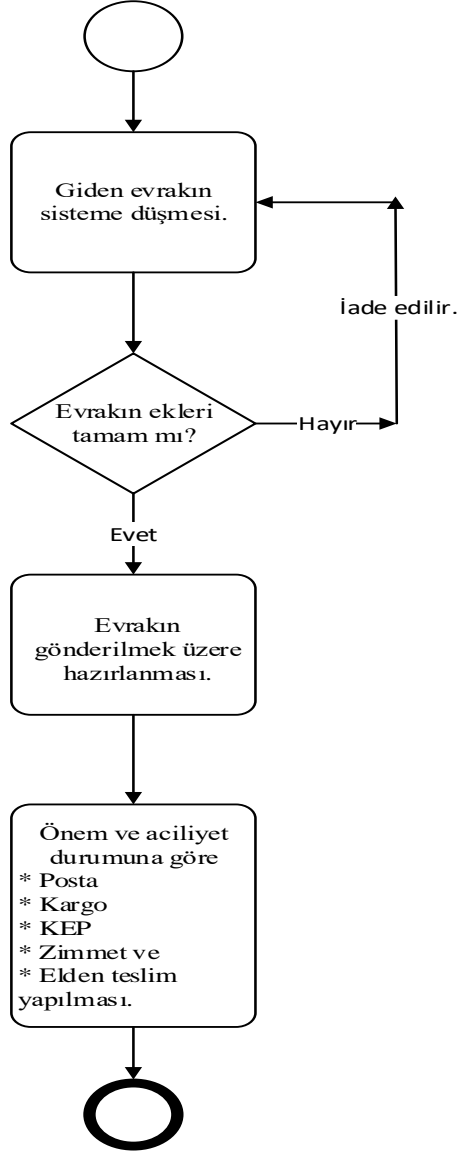 Giden evrakın
sisteme düşmesi.
İade edilir.
Evrakın ekleri
tamam mı?
Hayır
Evet
Evrakın
gönderilmek üzere
hazırlanması.
Önem ve aciliyet
durumuna göre
* Posta
* Kargo
* KEP
* Zimmet ve
* Elden teslim
yapılması.